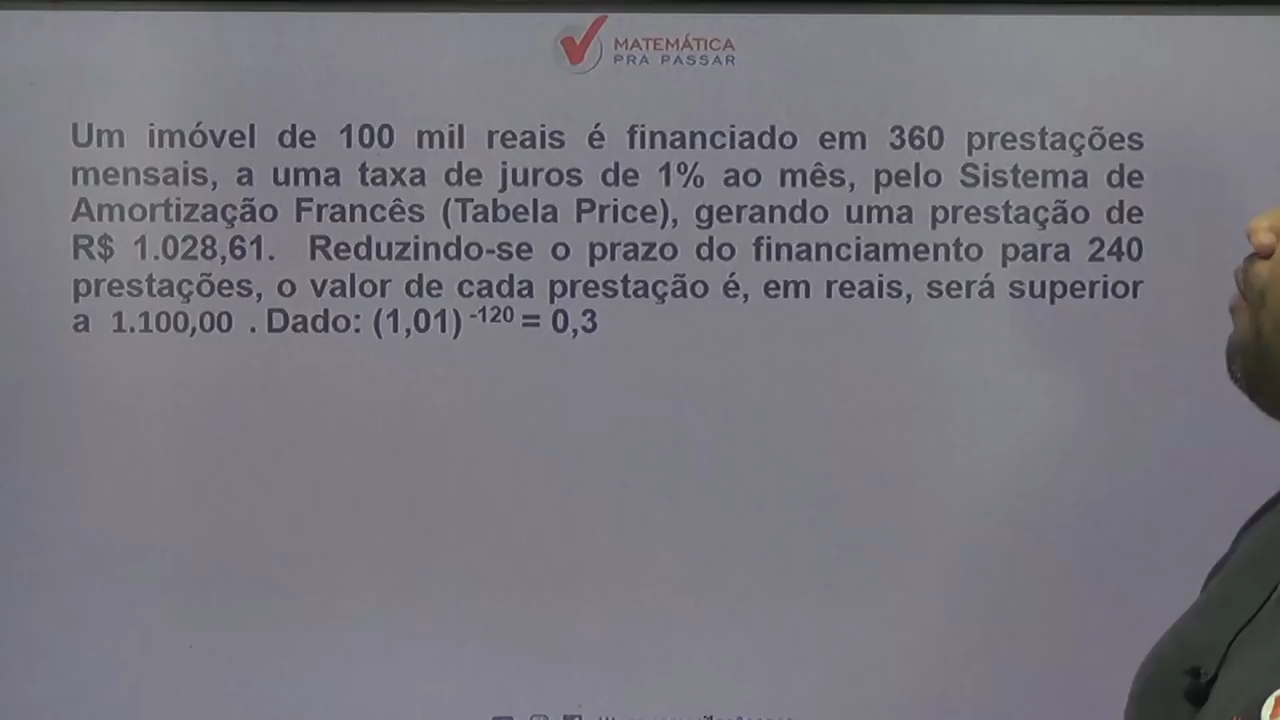 MATEMÁTICA
PRA PASSAR
Um imóvel de 100 mil reais é financiado em 360 prestações
mensais, a uma taxa de juros de 1% ao mês, pelo Sistema de
Amortização Francês (Tabela Price), gerando uma prestação de
R$ 1.028,61. Reduzindo-se o prazo do financiamento para 240
prestações, o valor de cada prestação é, em reais, será superior
a 1.100,00 . Dado: (1,01) -120 = 0,3